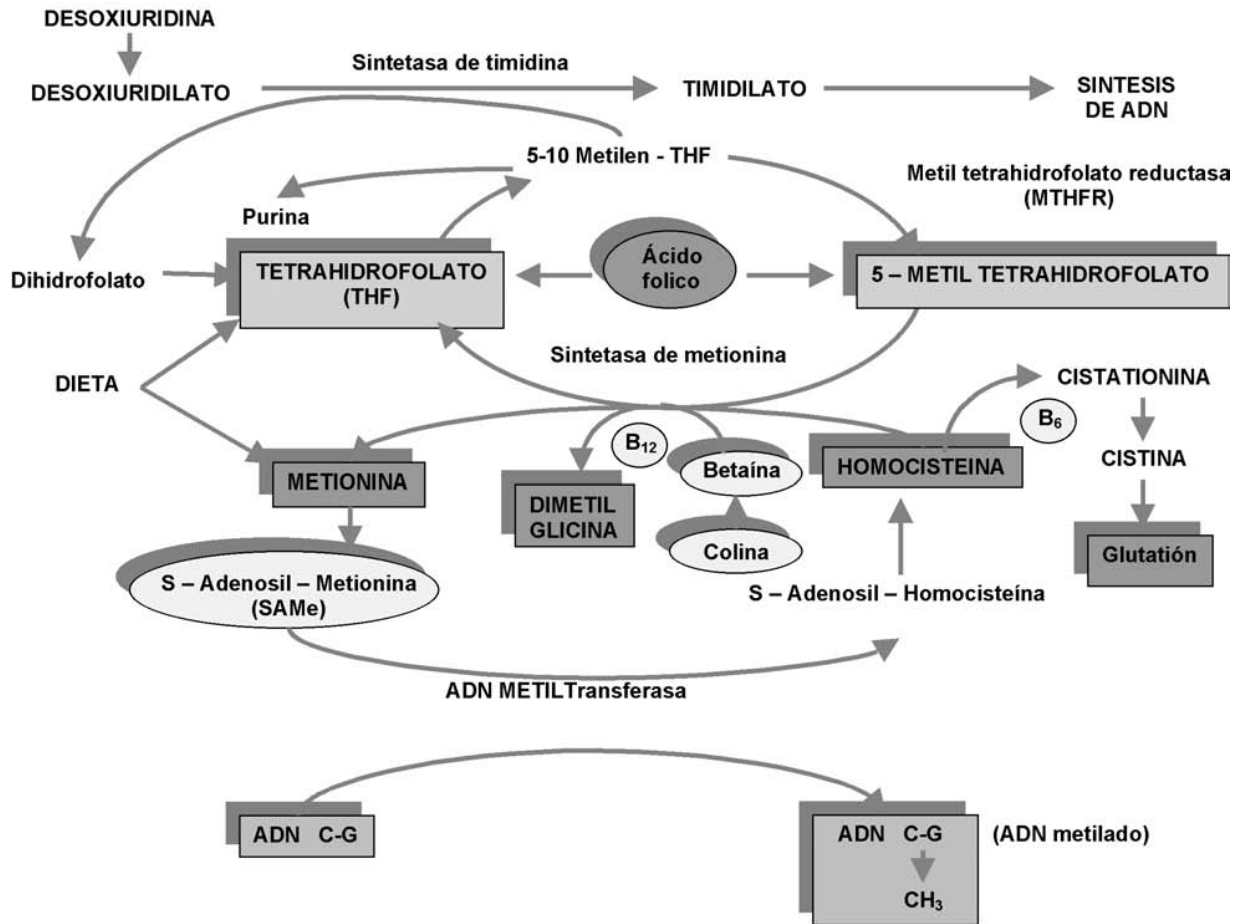 DESOXIURIDINA
Sintetasa de timidina
DESOXIURIDILATO
TIMIDILATO
SINTESIS
DE ADN
5-10 Metilen - THF
Metil tetrahidrofolato reductasa
(MTHFR)
Purina
Ácido
folico
Dihidrofolato
TETRAHIDROFOLATO
(THF)
5 – METIL TETRAHIDROFOLATO
Sintetasa de metionina
DIETA
CISTATIONINA
B12
B6
METIONINA
Betaína
HOMOCISTEINA
CISTINA
DIMETIL
GLICINA
Colina
Glutatión
S – Adenosil – Metionina
(SAMe)
S – Adenosil – Homocisteína
ADN METILTransferasa
ADN C-G
ADN C-G
(ADN metilado)
CH3